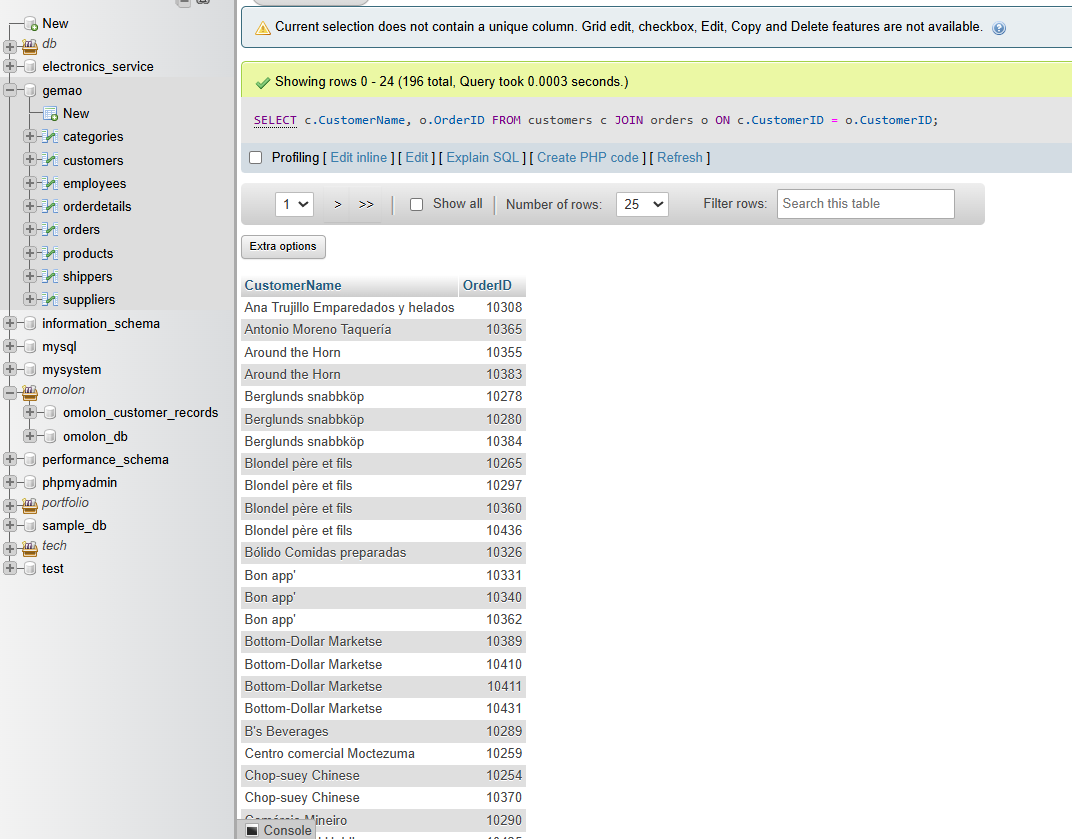 New
db
electronics_service
gemao
New
categories
customers
employees
orderdetails
orders
products
shippers
suppliers
information_schema
mysql
mysystem
omolon
omolon_customer_records
omolon_db
performance_schema
phpmyadmin
portfolio
sample_db
tech
test
Current selection does not contain a unique column. Grid edit, checkbox, Edit, Copy and Delete features are not available.
Showing rows 0 - 24 (196 total, Query took 0.0003 seconds.)
SELECT c.CustomerName, o.OrderID FROM customers c JOIN orders o ON c.CustomerID = o.CustomerID;
Profiling [ Edit inline ] [ Edit ] [ Explain SQL ] [ Create PHP code ] [ Refresh ]
1 > >> Show all Number of rows: 25 Filter rows: Search this table
Extra options
CustomerName OrderID
Ana Trujillo Emparedados y helados 10308
Antonio Moreno Taquería 10365
Around the Horn 10355
Around the Horn 10383
Berglunds snabbköp 10278
Berglunds snabbköp 10280
Berglunds snabbköp 10384
Blondel père et fils 10265
Blondel père et fils 10297
Blondel père et fils 10360
Blondel père et fils 10436
Bólido Comidas preparadas 10326
Bon app' 10331
Bon app' 10340
Bon app' 10362
Bottom-Dollar Marketse 10389
Bottom-Dollar Marketse 10410
Bottom-Dollar Marketse 10411
Bottom-Dollar Marketse 10431
B's Beverages 10289
Centro comercial Moctezuma 10259
Chop-suey Chinese 10254
Chop-suey Chinese 10370
Mineiro 10290
Console